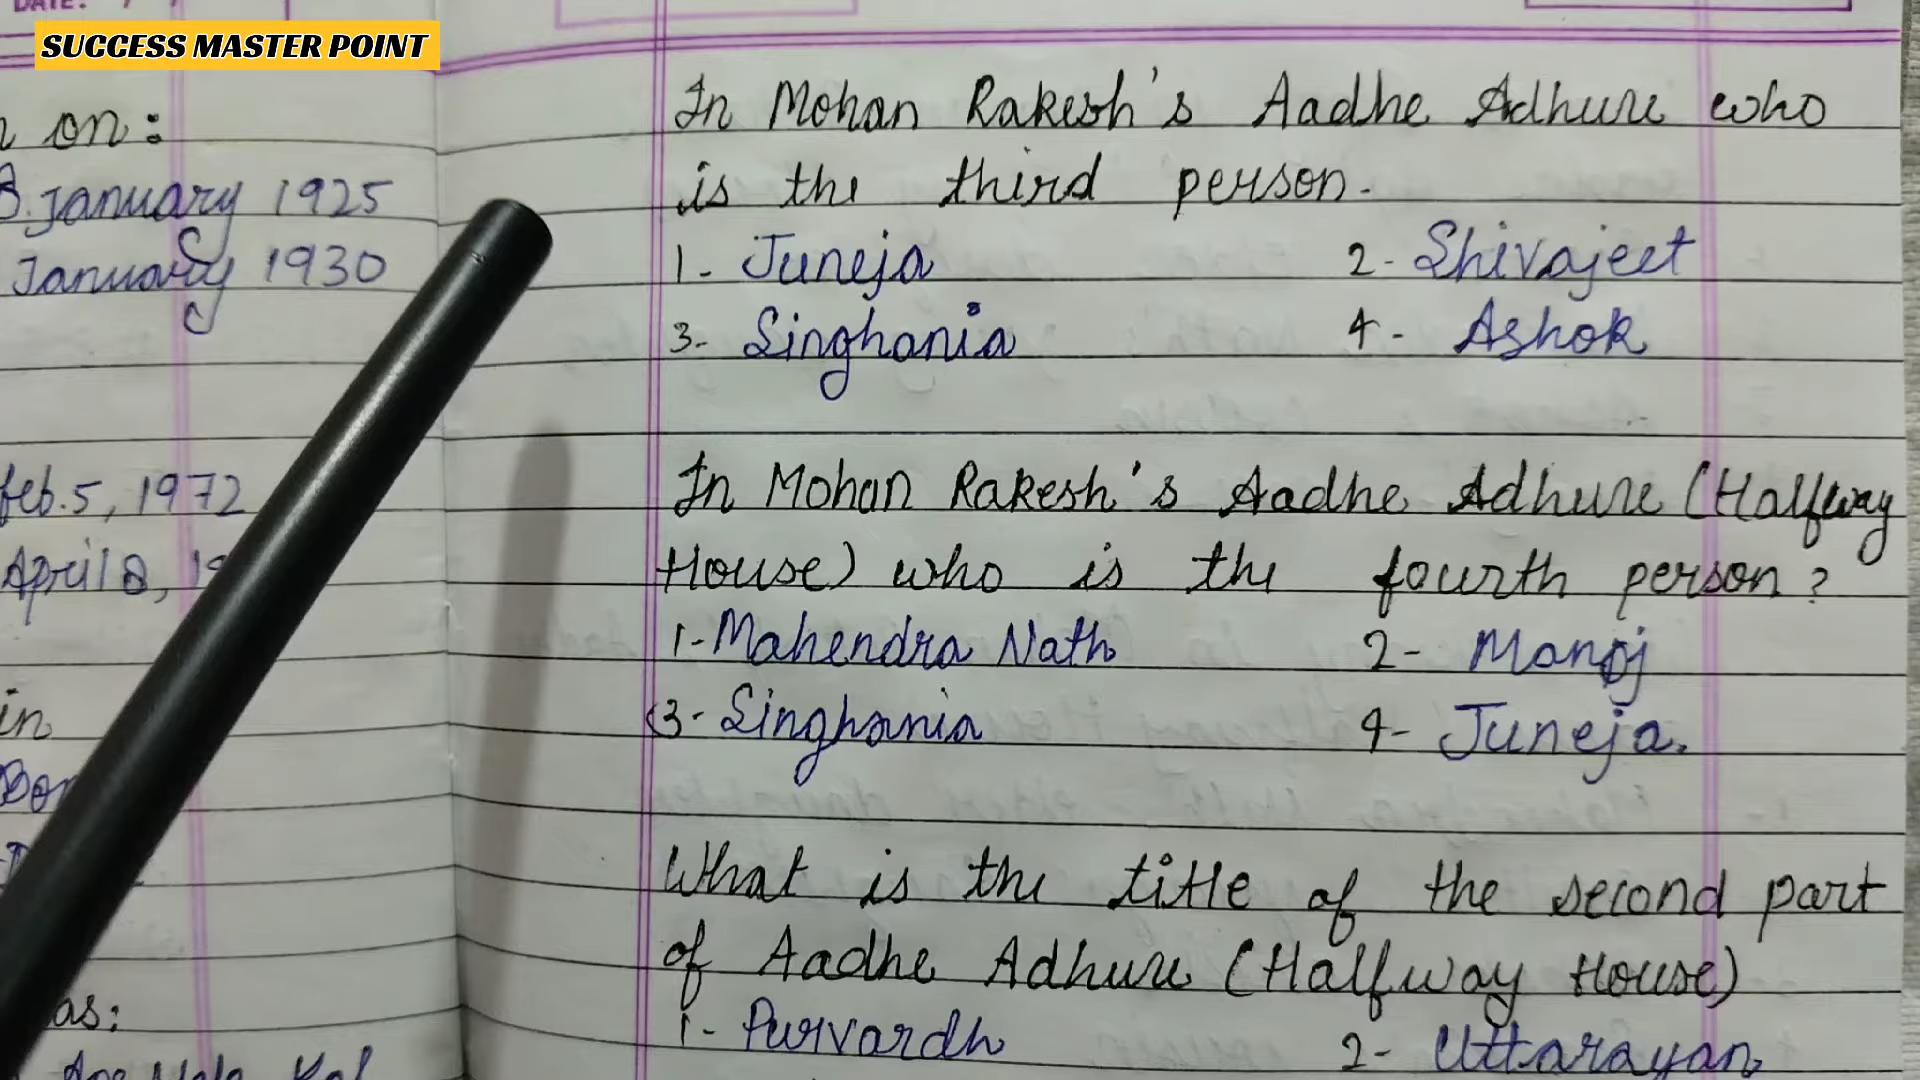 DATE:
SUCCESS MASTER POINT
on:
January 1925
January 1930
feb. 5, 1972
April 8,
in
as:
In Mohan Rakesh's Aadhe Adhure who
is the third person.
1- Juneja 2- Shivajeet
3- Singhania 4- Ashok
In Mohan Rakesh's Aadhe Adhure (Halfway
House) who is the fourth person?
1- Mahendra Nath 2- Manoj
3- Singhania 4- Juneja.
What is the title of the second part
of Aadhe Adhure (Halfway House)
1- Purvardh 2- Uttarayan